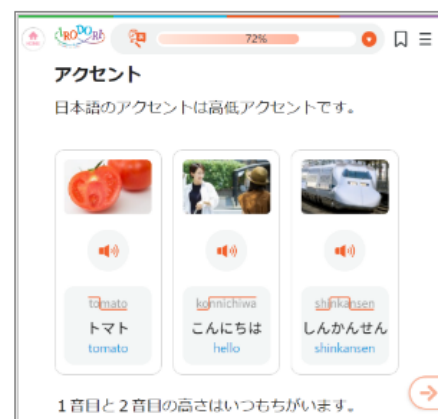 HOME
IRODORI
72%
アクセント
日本語のアクセントは高低アクセントです。
tomato
トマト
tomato
konnichiwa
こんにちは
hello
shinkansen
しんかんせん
shinkansen
1音目と2音目の高さはいつもちがいます。